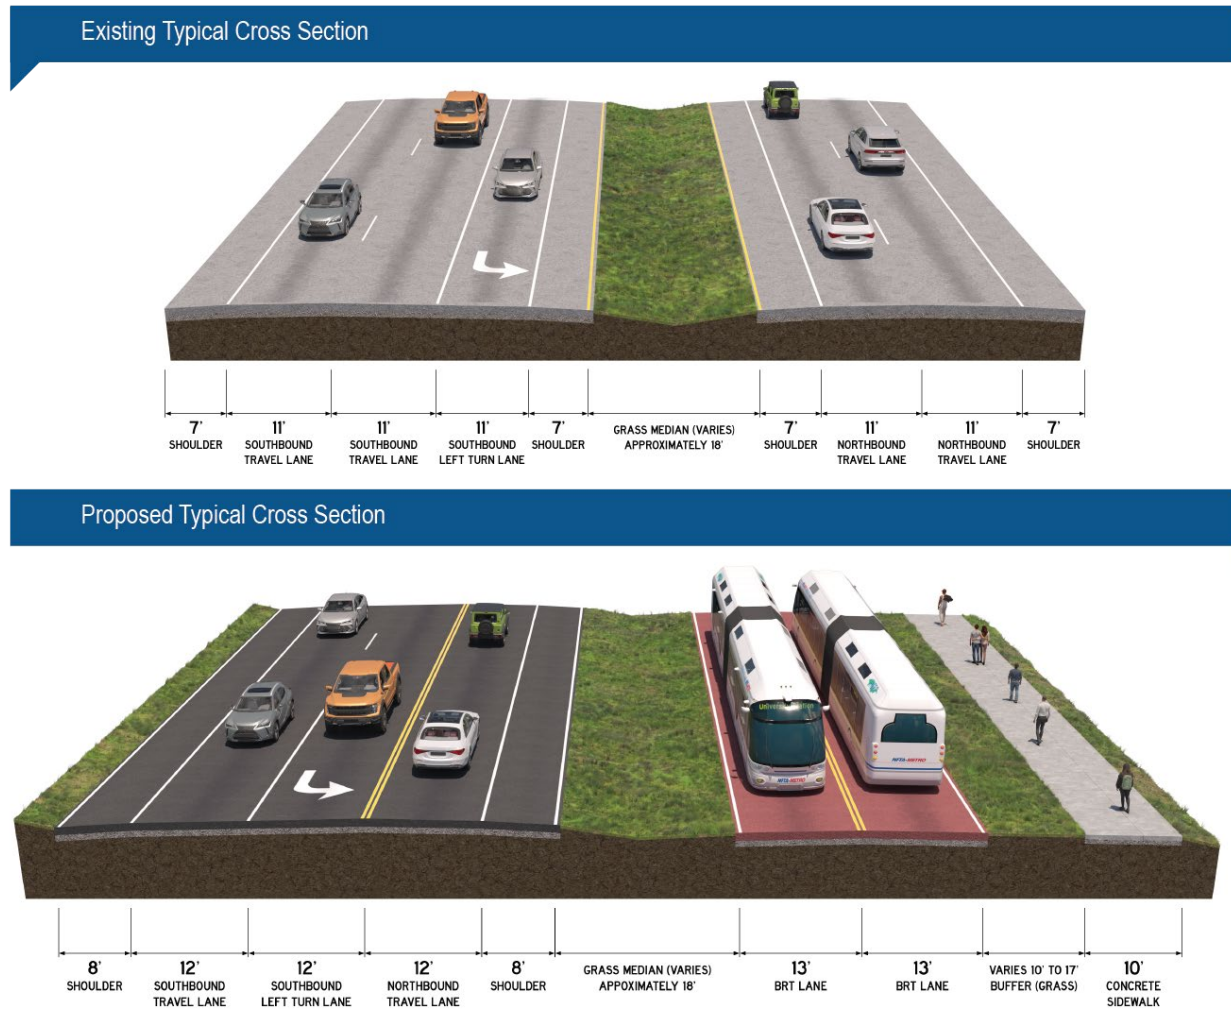 Existing Typical Cross Section
7'
SHOULDER
11'
SOUTHBOUND
TRAVEL LANE
11'
SOUTHBOUND
TRAVEL LANE
11'
SOUTHBOUND
LEFT TURN LANE
7'
SHOULDER
GRASS MEDIAN (VARIES)
APPROXIMATELY 18'
7'
SHOULDER
11'
NORTHBOUND
TRAVEL LANE
11'
NORTHBOUND
TRAVEL LANE
7'
SHOULDER
Proposed Typical Cross Section
NFTA-METRO
NFTA-METRO
8'
SHOULDER
12'
SOUTHBOUND
TRAVEL LANE
12'
SOUTHBOUND
LEFT TURN LANE
12'
NORTHBOUND
TRAVEL LANE
8'
SHOULDER
GRASS MEDIAN (VARIES)
APPOXIMATELY 18'
13'
BRT LANE
13'
BRT LANE
VARIES 10' TO 17'
BUFFER (GRASS)
10'
CONCRETE
SIDEWALK